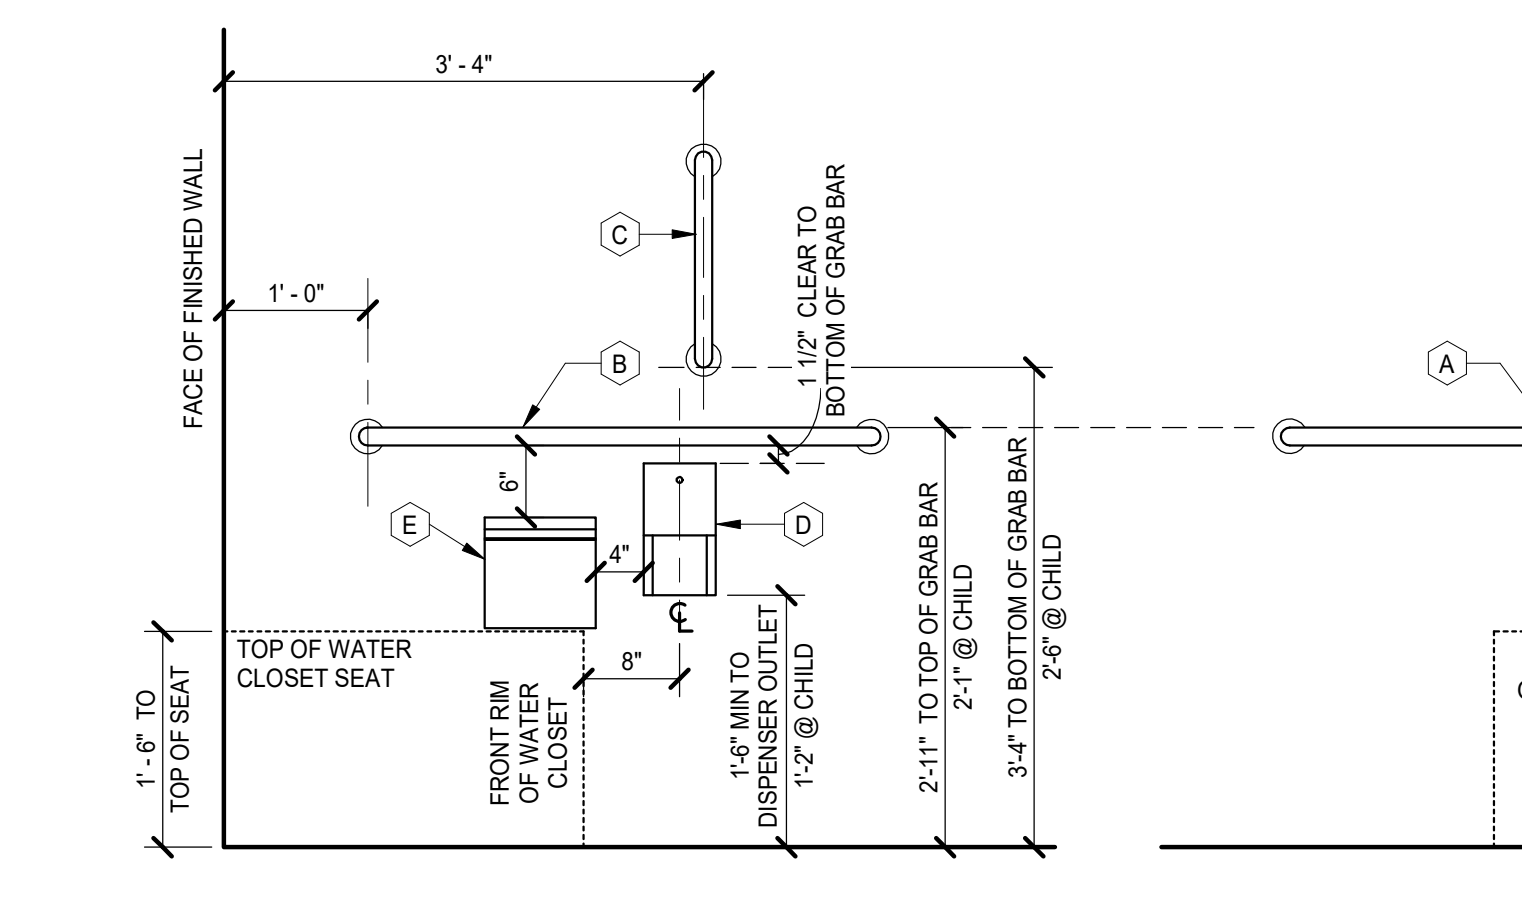 3' - 4"
FACE OF FINISHED WALL
C
1 1/2" CLEAR TO
BOTTOM OF GRAB BAR
1' - 0"
B
A
6"
E
D
4"
2'-11" TO TOP OF GRAB BAR
2'-1" @ CHILD
3'-4" TO BOTTOM OF GRAB BAR
2'-6" @ CHILD
TOP OF WATER
CLOSET SEAT
8"
1' - 6" TO
TOP OF SEAT
FRONT RIM
OF WATER
CLOSET
1'-6" MIN TO
DISPENSER OUTLET
1'-2" @ CHILD